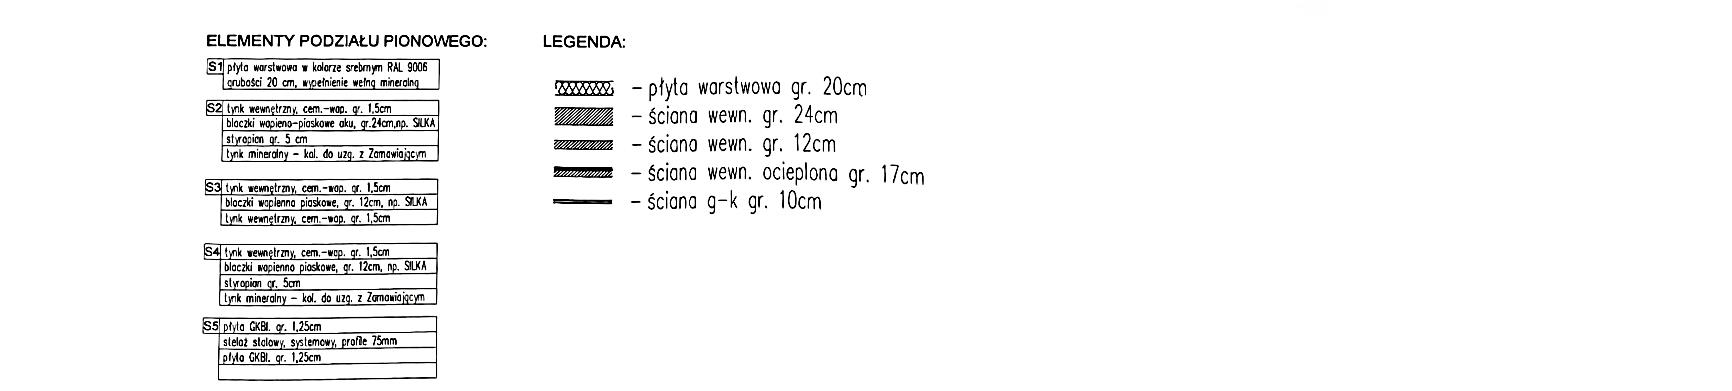 ELEMENTY PODZIAŁU PIONOWEGO:
S1 płyta warstwowa w kolorze srebrnym RAL 9006
grubości 20 cm, wypełnienie wełną mineralną
S2 tynk wewnętrzny, cem.-wap. gr. 1,5cm
bloczki wapieno-piaskowe aku, gr.24cm,np. SILKA
styropian gr. 5 cm
tynk mineralny – kol. do uzg. z Zamawiającym
S3 tynk wewnętrzny, cem.-wap. gr. 1,5cm
bloczki wapienno piaskowe, gr. 12cm, np. SILKA
tynk wewnętrzny, cem.-wap. gr. 1,5cm
S4 tynk wewnętrzny, cem.-wap. gr. 1,5cm
bloczki wapienno piaskowe, gr. 12cm, np. SILKA
styropian gr. 5cm
tynk mineralny – kol. do uzg. z Zamawiającym
S5 płyta GKBI. gr. 1,25cm
stelaż stalowy, systemowy, profile 75mm
płyta GKBI. gr. 1,25cm
LEGENDA:
– płyta warstwowa gr. 20cm
– ściana wewn. gr. 24cm
– ściana wewn. gr. 12cm
– ściana wewn. ocieplona gr. 17cm
– ściana g-k gr. 10cm